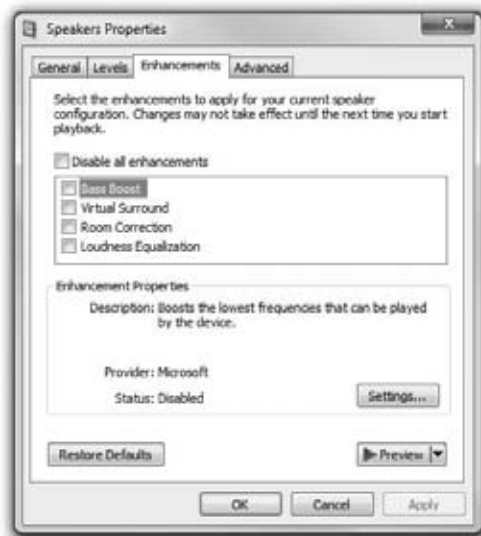 Speakers Properties
General Levels Enhancements Advanced
Select the enhancements to apply for your current speaker
configuration. Changes may not take effect until the next time you start
playback.
Disable all enhancements
Bass Boost
Virtual Surround
Room Correction
Loudness Equalization
Enhancement Properties
Description: Boosts the lowest frequencies that can be played
by the device.
Provider: Microsoft
Status: Disabled
Settings...
Restore Defaults
Preview
OK Cancel Apply